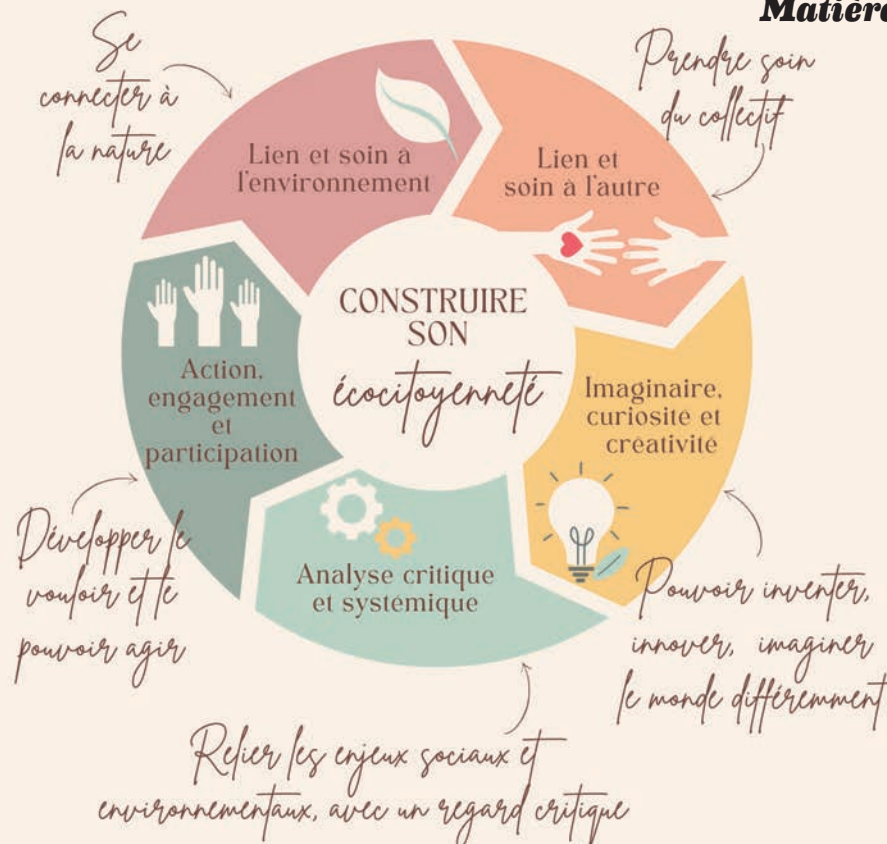 Matière
Se
connecter à
la nature
Lien et soin à
l'environnement
Prendre soin
du collectif
Lien et
soin à l'autre
CONSTRUIRE
SON
écocitoyenneté
Action,
engagement
et
participation
Imaginaire,
curiosité et
créativité
Analyse critique
et systémique
Développer le
vouloir et le
pouvoir agir
Pouvoir inventer,
innover, imaginer
le monde différemment
Relier les enjeux sociaux et
environnementaux, avec un regard critique